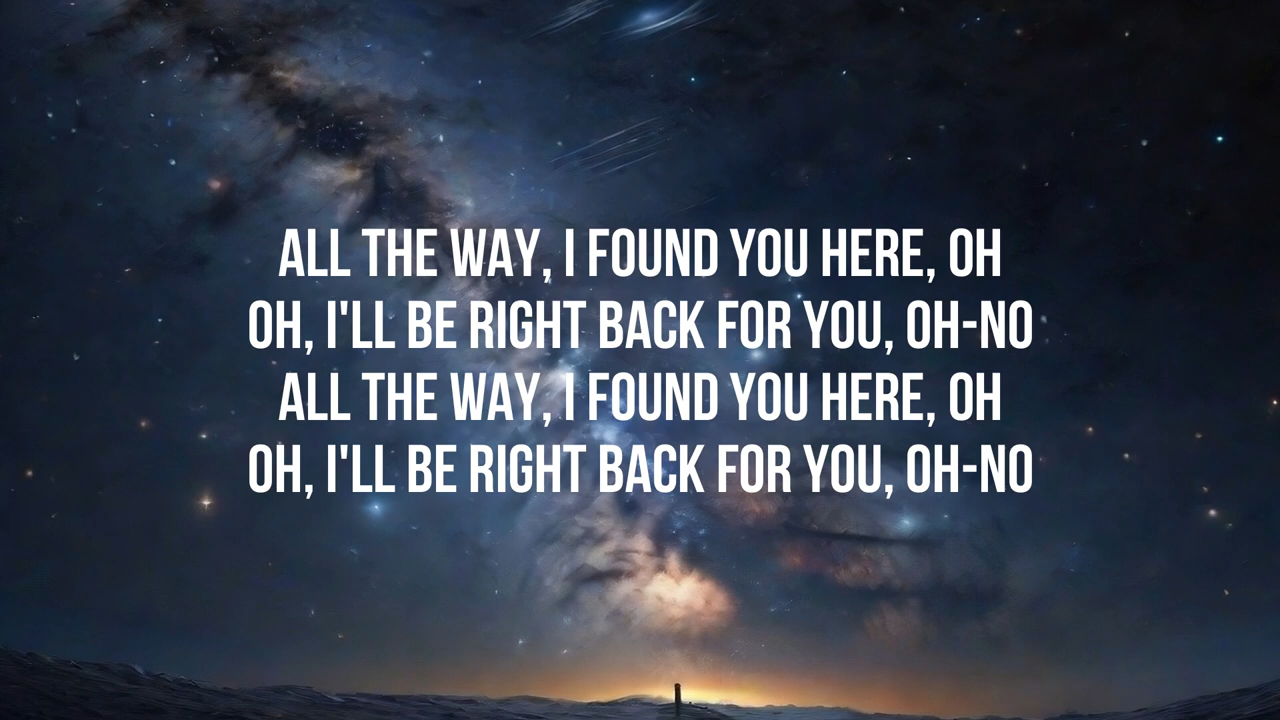 ALL THE WAY, I FOUND YOU HERE, OH
OH, I'LL BE RIGHT BACK FOR YOU, OH-NO
ALL THE WAY, I FOUND YOU HERE, OH
OH, I'LL BE RIGHT BACK FOR YOU, OH-NO